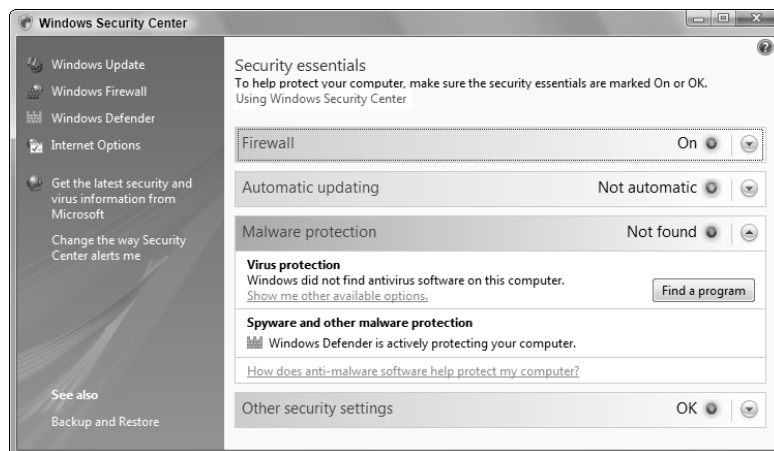 Windows Security Center
Windows Update
Windows Firewall
Windows Defender
Internet Options
Get the latest security and
virus information from
Microsoft
Change the way Security
Center alerts me
See also
Backup and Restore
Security essentials
To help protect your computer, make sure the security essentials are marked On or OK.
Using Windows Security Center
Firewall On
Automatic updating Not automatic
Malware protection Not found
Virus protection
Windows did not find antivirus software on this computer.
Show me other available options.
Find a program
Spyware and other malware protection
Windows Defender is actively protecting your computer.
How does anti-malware software help protect my computer?
Other security settings OK